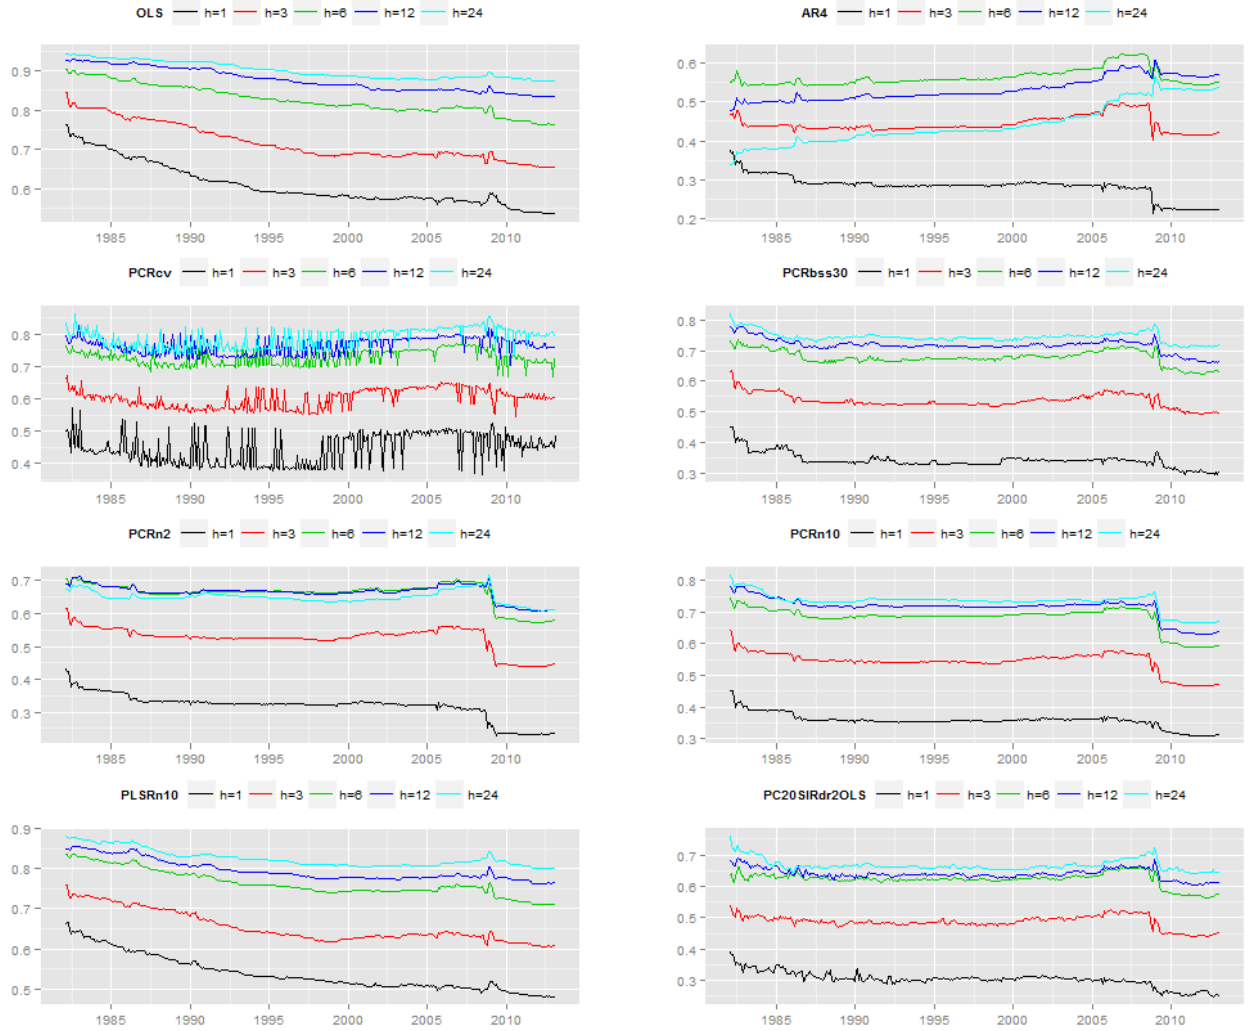 OLS h=1 h=3 h=6 h=12 h=24
0.9
0.8
0.7
0.6
1985 1990 1995 2000 2005 2010
AR4 h=1 h=3 h=6 h=12 h=24
0.6
0.5
0.4
0.3
0.2
1985 1990 1995 2000 2005 2010
PCRcv h=1 h=3 h=6 h=12 h=24
0.8
0.7
0.6
0.5
0.4
1985 1990 1995 2000 2005 2010
PCRbss30 h=1 h=3 h=6 h=12 h=24
0.8
0.7
0.6
0.5
0.4
0.3
1985 1990 1995 2000 2005 2010
PCRn2 h=1 h=3 h=6 h=12 h=24
0.7
0.6
0.5
0.4
0.3
1985 1990 1995 2000 2005 2010
PCRn10 h=1 h=3 h=6 h=12 h=24
0.8
0.7
0.6
0.5
0.4
0.3
1985 1990 1995 2000 2005 2010
PLSRn10 h=1 h=3 h=6 h=12 h=24
0.9
0.8
0.7
0.6
0.5
1985 1990 1995 2000 2005 2010
PC20SIRdr2OLS h=1 h=3 h=6 h=12 h=24
0.7
0.6
0.5
0.4
0.3
1985 1990 1995 2000 2005 2010